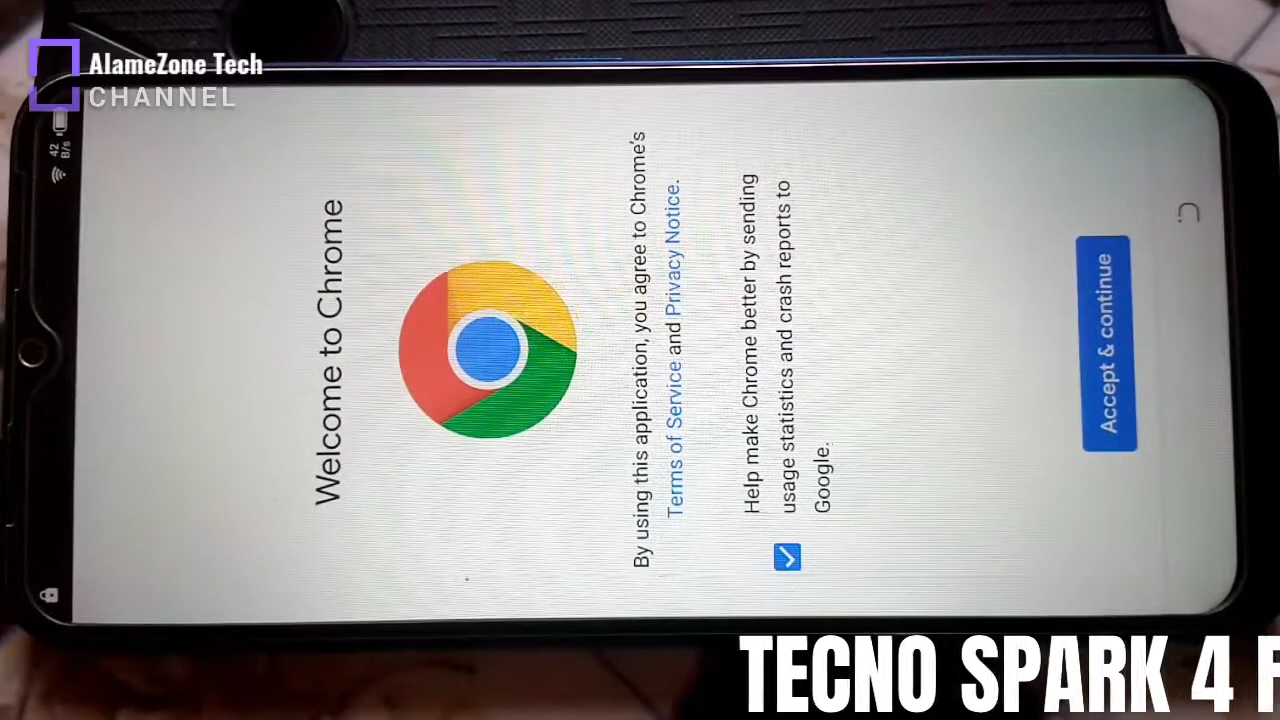 AlameZone Tech
CHANNEL
42
B/s
Welcome to Chrome
By using this application, you agree to Chrome's
Terms of Service and Privacy Notice.
Help make Chrome better by sending
usage statistics and crash reports to
Google.
Accept & continue
TECNO SPARK 4 F